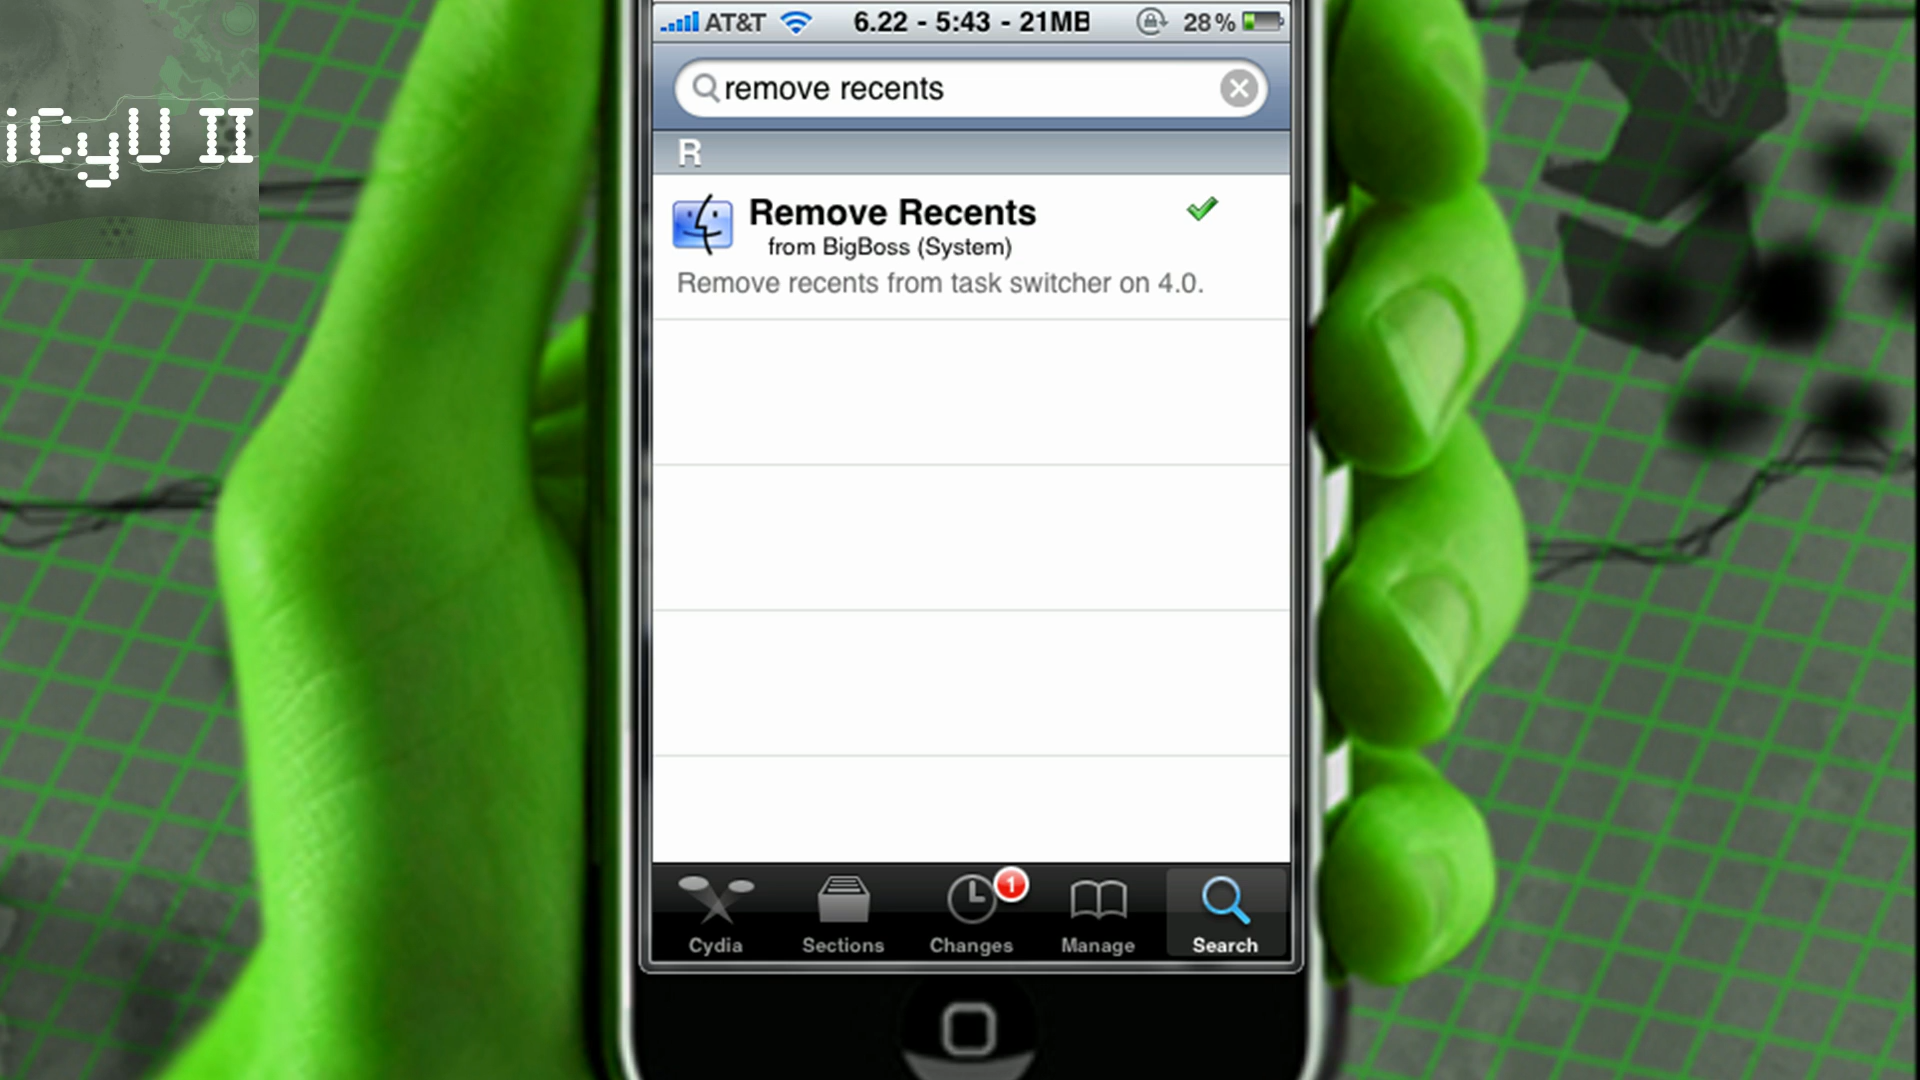 AT&T 6.22 - 5:43 - 21MB 28%
remove recents
iCyU II
R
Remove Recents
from BigBoss (System)
Remove recents from task switcher on 4.0.
1
Cydia Sections Changes Manage Search